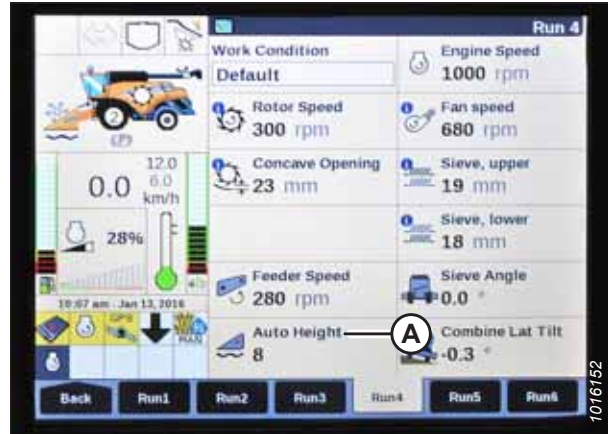 Run 4
Work Condition
Default
Engine Speed
1000 rpm
Rotor Speed
300 rpm
Fan speed
680 rpm
2
(P)
Concave Opening
23 mm
Sieve, upper
19 mm
12.0
0.0 6.0
km/h
Sieve, lower
18 mm
28%
Feeder Speed
280 rpm
Sieve Angle
0.0 °
10:07 am Jan 13, 2016
GPS
MAX
Auto Height
8
A
Combine Lat Tilt
-0.3 °
Back Run1 Run2 Run3 Run4 Run5 Run6
1016152